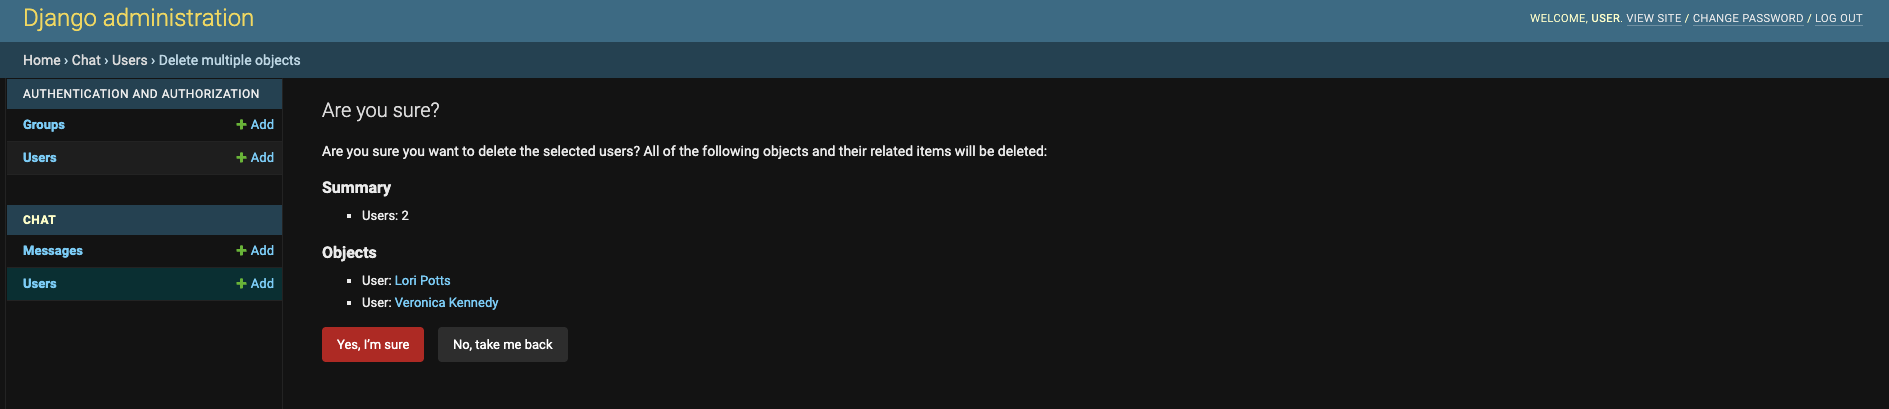 Django administration
WELCOME, USER. VIEW SITE / CHANGE PASSWORD / LOG OUT
Home › Chat › Users › Delete multiple objects
AUTHENTICATION AND AUTHORIZATION
Groups + Add
Users + Add
CHAT
Messages + Add
Users + Add
Are you sure?
Are you sure you want to delete the selected users? All of the following objects and their related items will be deleted:
Summary
Users: 2
Objects
User: Lori Potts
User: Veronica Kennedy
Yes, I’m sure No, take me back